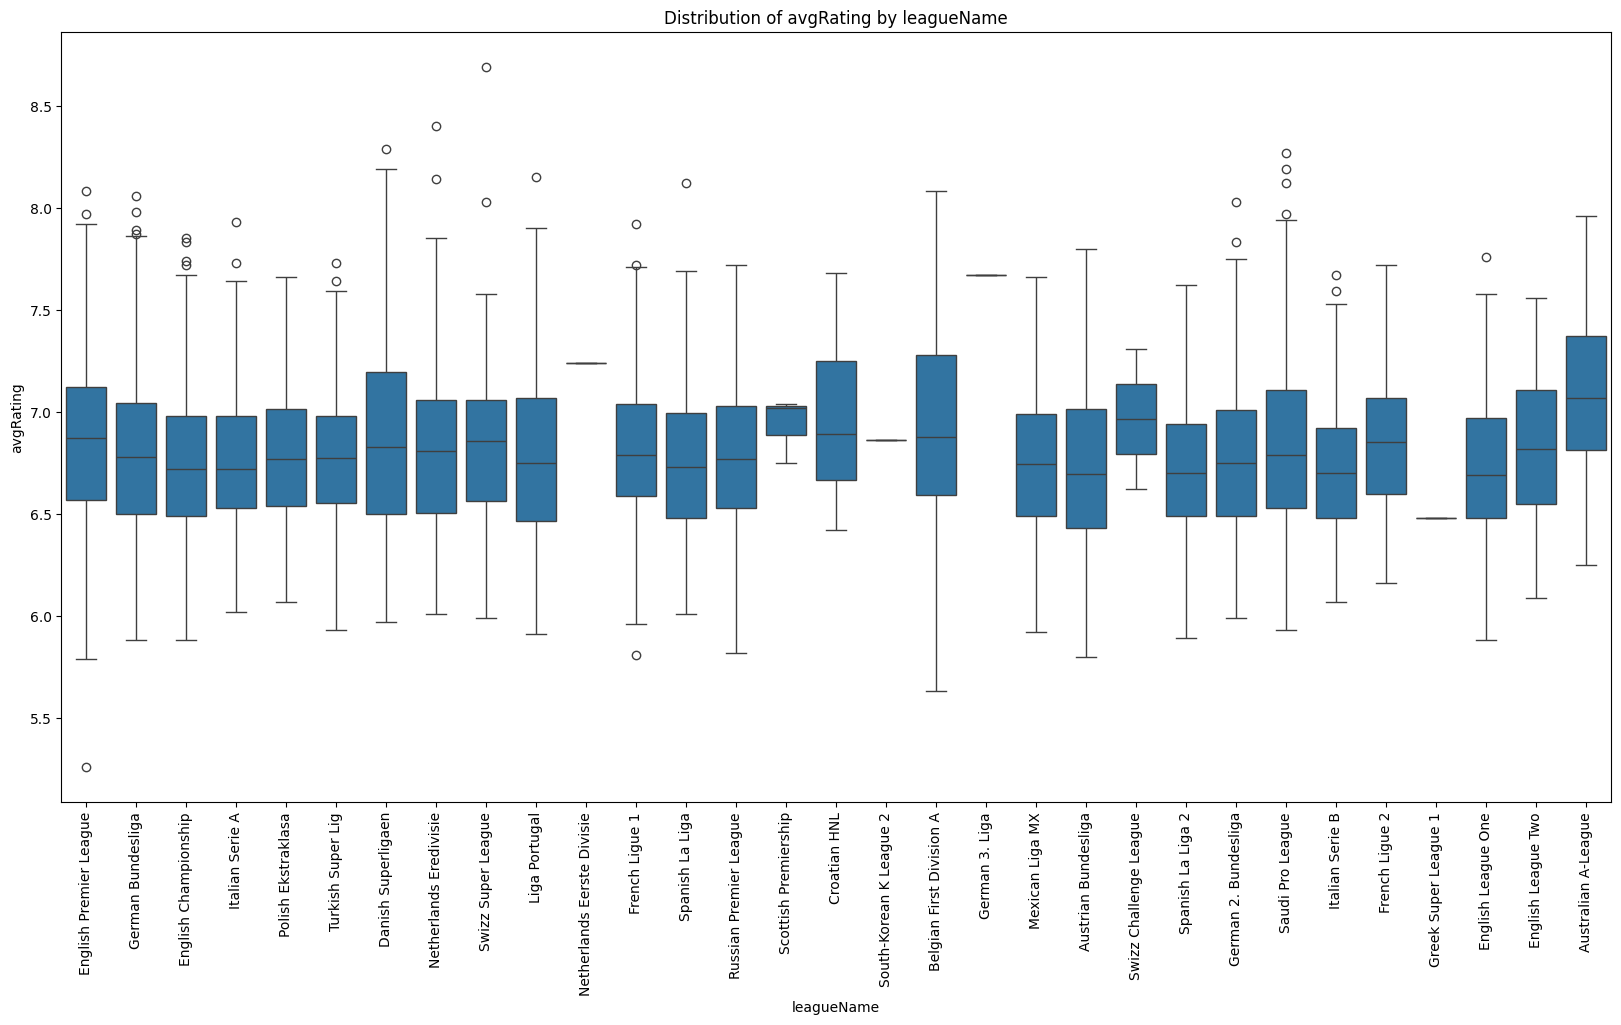 Distribution of avgRating by leagueName
avgRating
8.5
8.0
7.5
7.0
6.5
6.0
5.5
English Premier League
German Bundesliga
English Championship
Italian Serie A
Polish Ekstraklasa
Turkish Super Lig
Danish Superligaen
Netherlands Eredivisie
Swizz Super League
Liga Portugal
Netherlands Eerste Divisie
French Ligue 1
Spanish La Liga
Russian Premier League
Scottish Premiership
Croatian HNL
South-Korean K League 2
Belgian First Division A
German 3. Liga
Mexican Liga MX
Austrian Bundesliga
Swizz Challenge League
Spanish La Liga 2
German 2. Bundesliga
Saudi Pro League
Italian Serie B
French Ligue 2
Greek Super League 1
English League One
English League Two
Australian A-League
leagueName